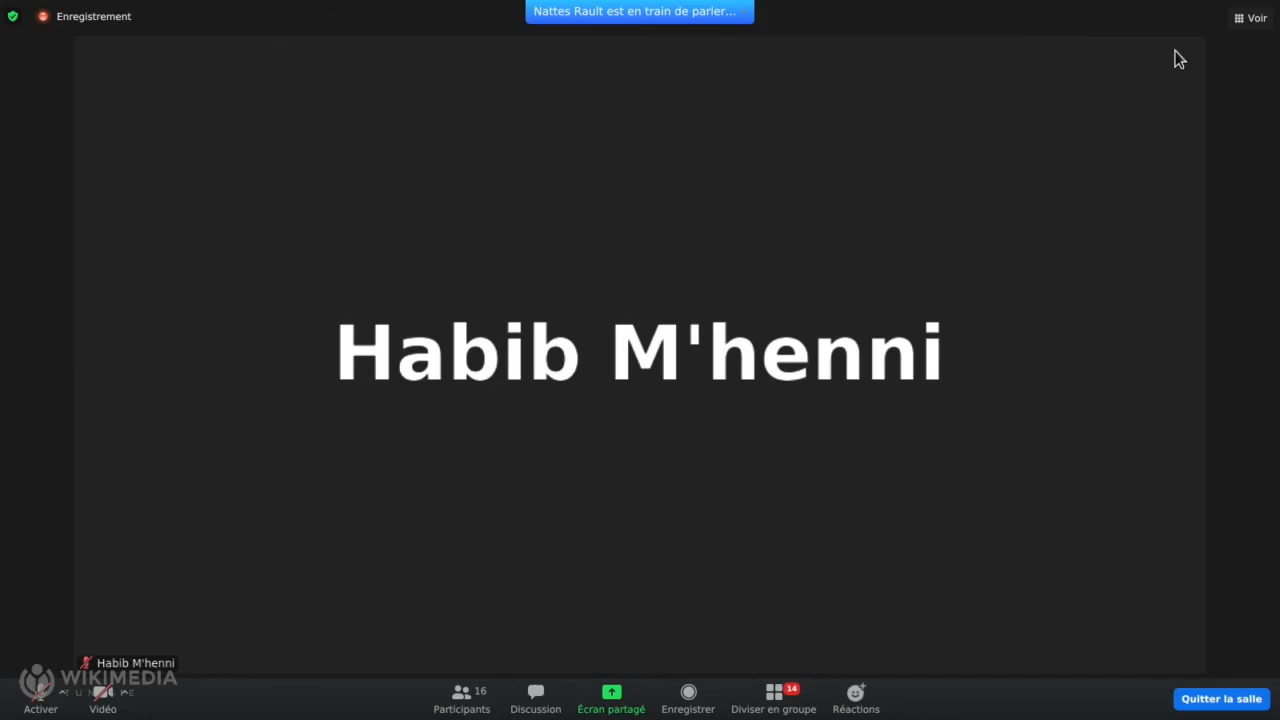 Enregistrement
Nattes Rault est en train de parler...
Voir
Habib M'henni
Habib M'henni
WIKIMEDIA
TUNISIE
Activer
Vidéo
16
Participants
Discussion
Écran partagé
Enregistrer
14
Diviser en groupe
Réactions
Quitter la salle